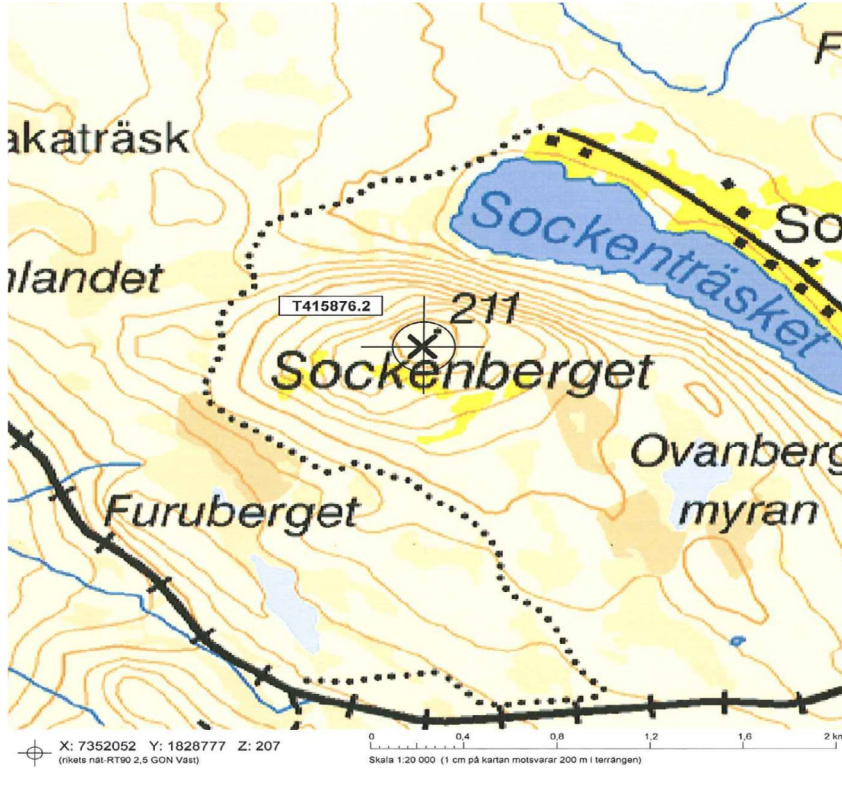 F
akaträsk
Sockenträsket
So
nlandet
T415876.2
211
Sockenberget
Ovanberg
myran
Furuberget
X: 7352052 Y: 1828777 Z: 207
(rikets nät-RT90 2,5 GON Väst)
0 0,4 0,8 1,2 1,6 2 km
Skala 1:20 000 (1 cm på kartan motsvarar 200 m i terrängen)